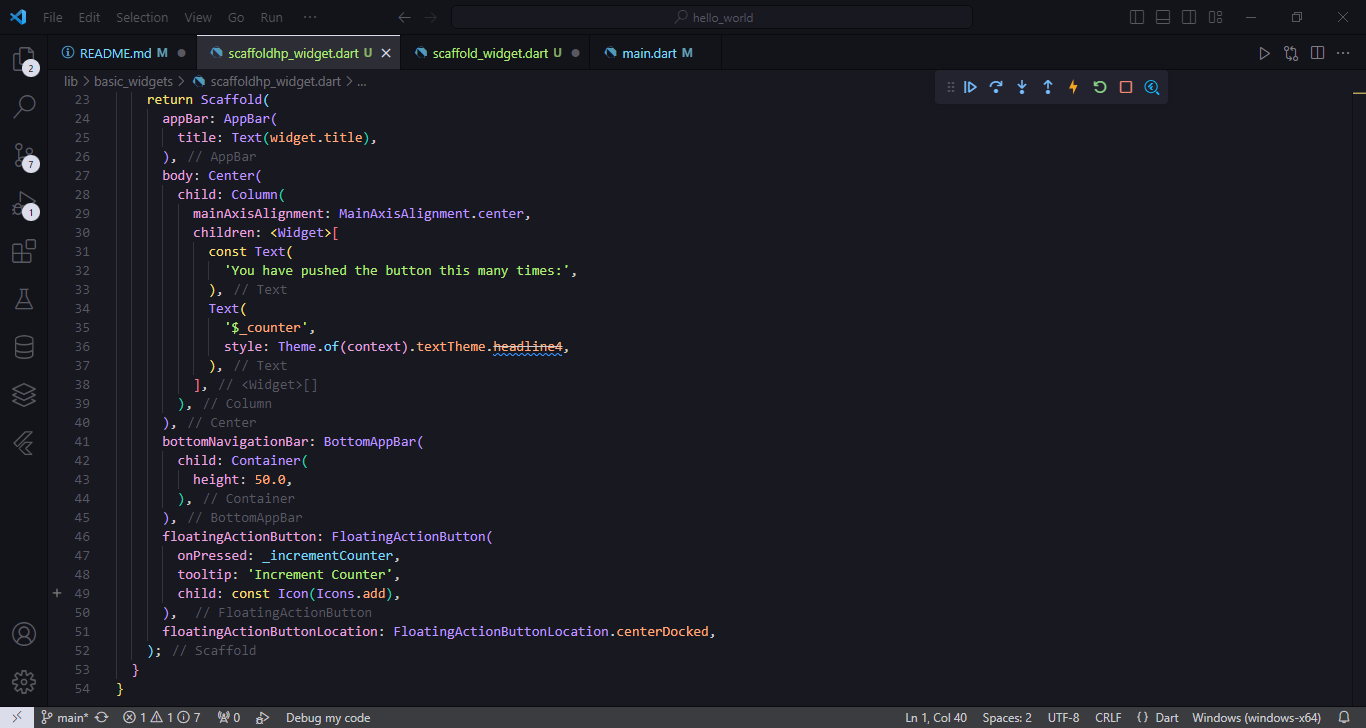 File Edit Selection View Go Run ··· hello_world
README.md M scaffoldhp_widget.dart U scaffold_widget.dart U main.dart M
lib > basic_widgets > scaffoldhp_widget.dart > ...
23 return Scaffold(
24 appBar: AppBar(
25 title: Text(widget.title),
26 ), // AppBar
27 body: Center(
28 child: Column(
29 mainAxisAlignment: MainAxisAlignment.center,
30 children: <Widget>[
31 const Text(
32 'You have pushed the button this many times:',
33 ), // Text
34 Text(
35 '$_counter',
36 style: Theme.of(context).textTheme.headline4,
37 ), // Text
38 ], // <Widget>[]
39 ), // Column
40 ), // Center
41 bottomNavigationBar: BottomAppBar(
42 child: Container(
43 height: 50.0,
44 ), // Container
45 ), // BottomAppBar
46 floatingActionButton: FloatingActionButton(
47 onPressed: _incrementCounter,
48 tooltip: 'Increment Counter',
49 child: const Icon(Icons.add),
50 ), // FloatingActionButton
51 floatingActionButtonLocation: FloatingActionButtonLocation.centerDocked,
52 ); // Scaffold
53 }
54 }
2
7
1
main* 1 1 7 0 Debug my code Ln 1, Col 40 Spaces: 2 UTF-8 CRLF {} Dart Windows (windows-x64)